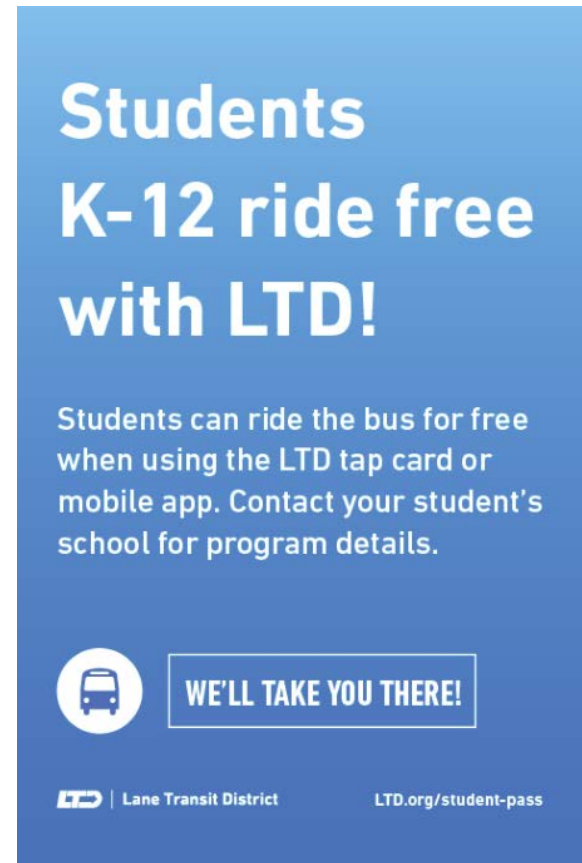 Students
K-12 ride free
with LTD!
Students can ride the bus for free
when using the LTD tap card or
mobile app. Contact your student's
school for program details.
WE'LL TAKE YOU THERE!
LTD | Lane Transit District
LTD.org/student-pass